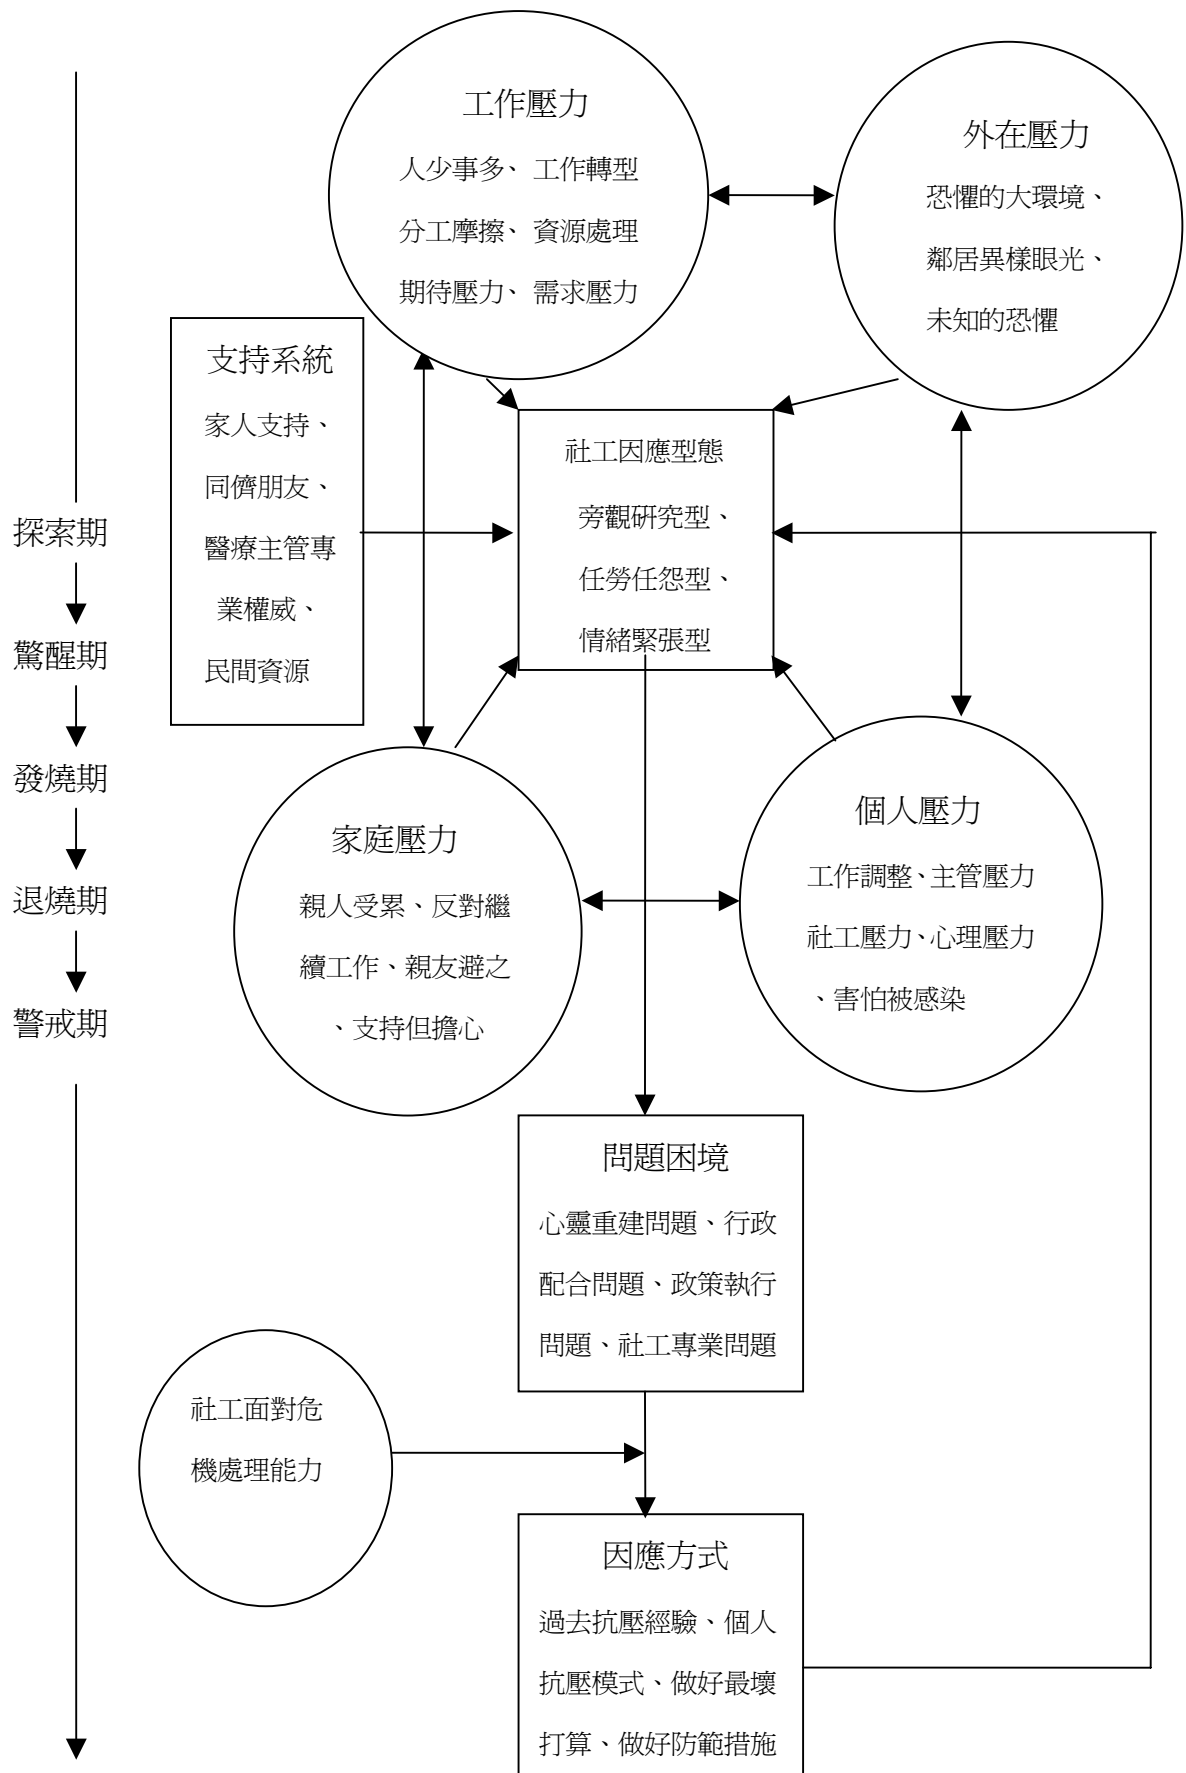 工作壓力
人少事多、 工作轉型
分工摩擦、 資源處理
期待壓力、 需求壓力
外在壓力
恐懼的大環境、
鄰居異樣眼光、
未知的恐懼
支持系統
家人支持、
同儕朋友、
醫療主管專
業權威、
民間資源
社工因應型態
旁觀研究型、
任勞任怨型、
情緒緊張型
探索期
驚醒期
發燒期
退燒期
警戒期
家庭壓力
親人受累、反對繼
續工作、親友避之
、支持但擔心
個人壓力
工作調整、主管壓力
社工壓力、心理壓力
、害怕被感染
問題困境
心靈重建問題、行政
配合問題、政策執行
問題、社工專業問題
社工面對危
機處理能力
因應方式
過去抗壓經驗、個人
抗壓模式、做好最壞
打算、做好防範措施